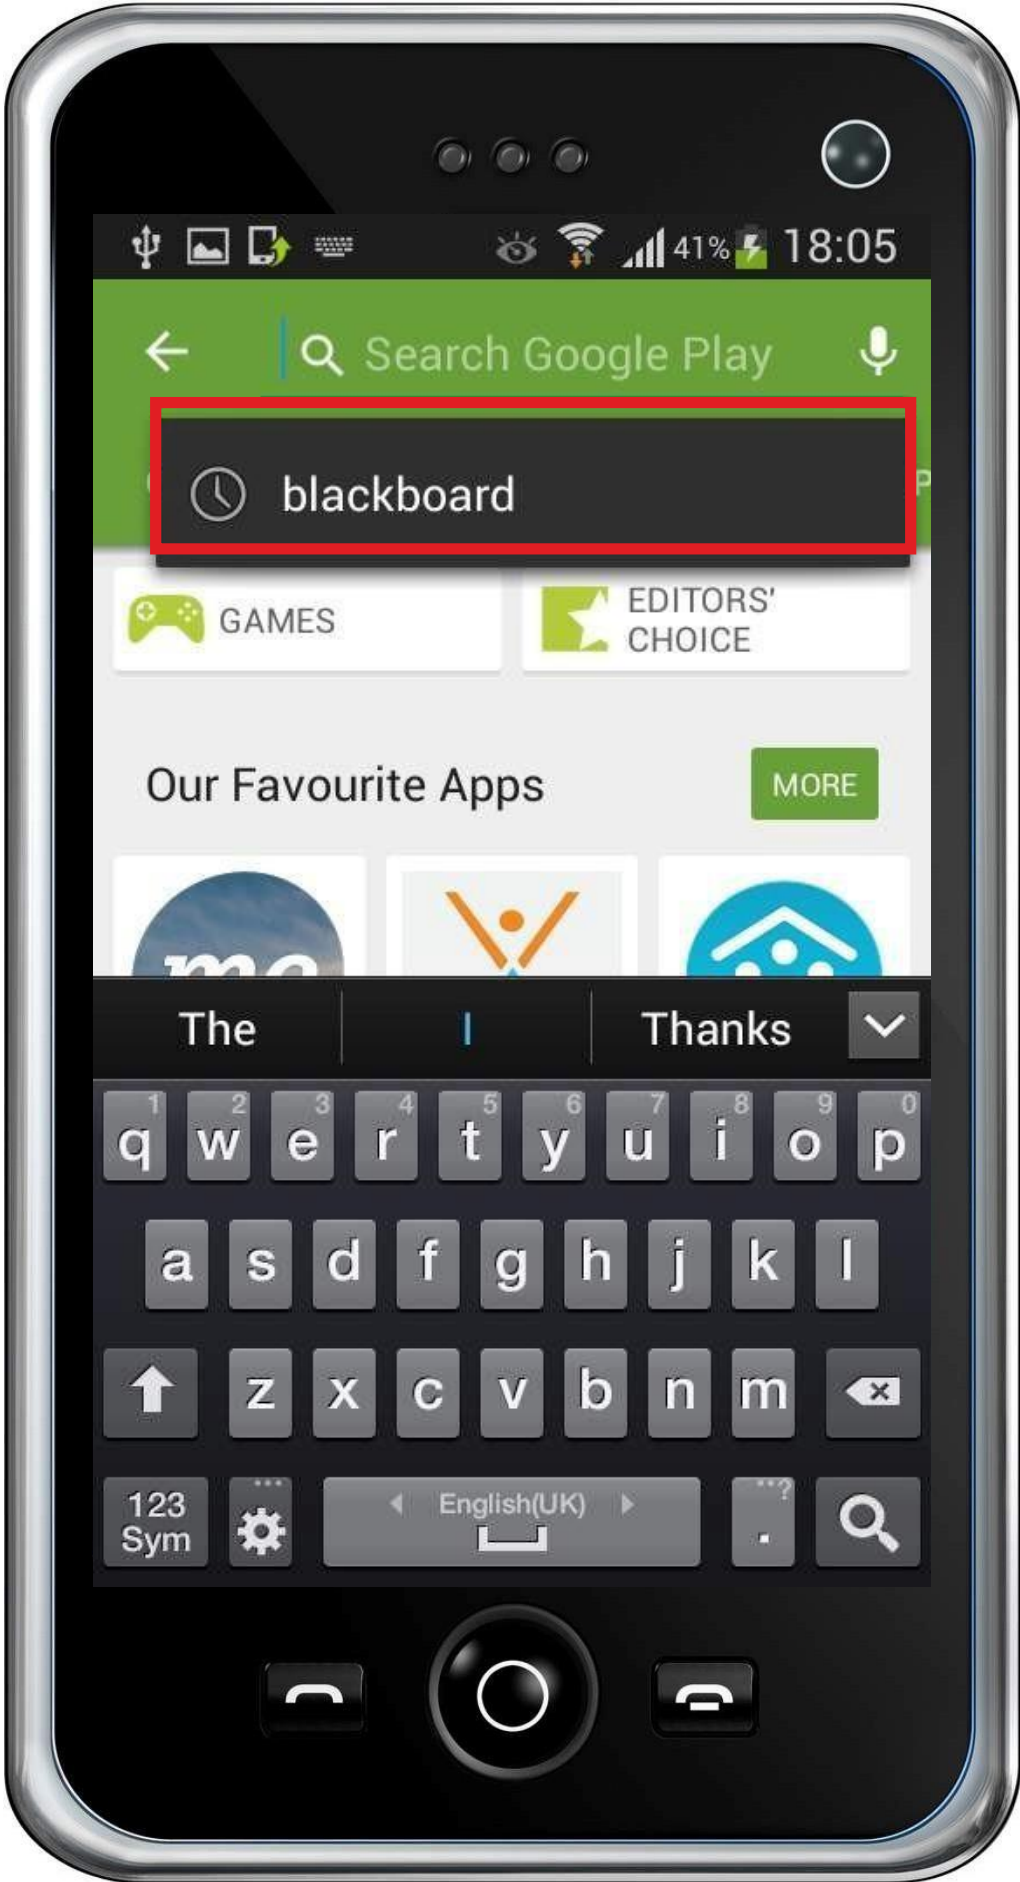 41% 18:05
Search Google Play
blackboard
GAMES
EDITORS'
CHOICE
Our Favourite Apps
MORE
me
The I Thanks
1 2 3 4 5 6 7 8 9 0
q w e r t y u i o p
a s d f g h j k l
z x c v b n m
123
Sym
English(UK)
... ...?
.